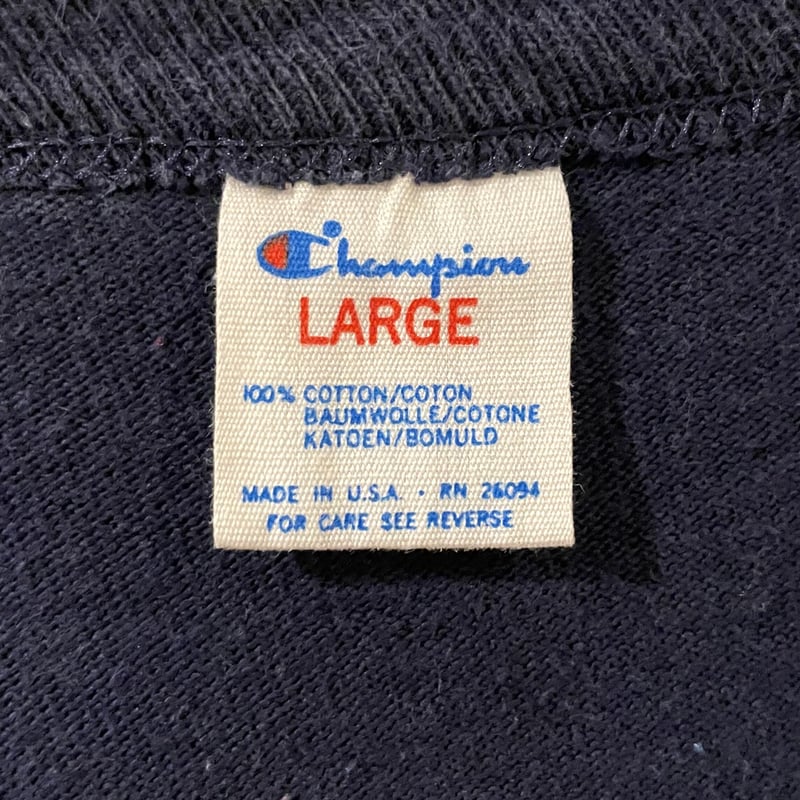 Champion
LARGE
100% COTTON/COTON
BAUMWOLLE/COTONE
KATOEN/BOMULD
MADE IN U.S.A. · RN 26094
FOR CARE SEE REVERSE